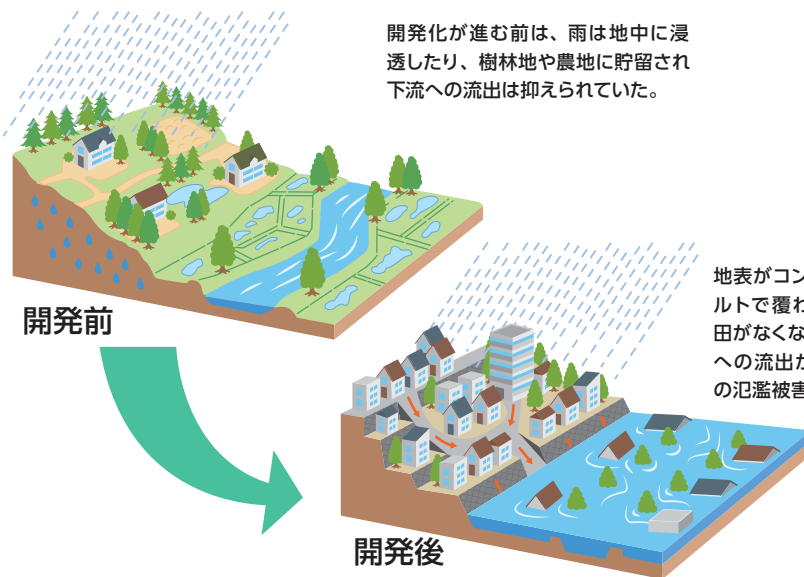 開発化が進む前は、雨は地中に浸
透したり、樹林地や農地に貯留され
下流への流出は抑えられていた。
開発前
地表がコン
ルトで覆わ
田がなくな
への流出か
の氾濫被害
開発後